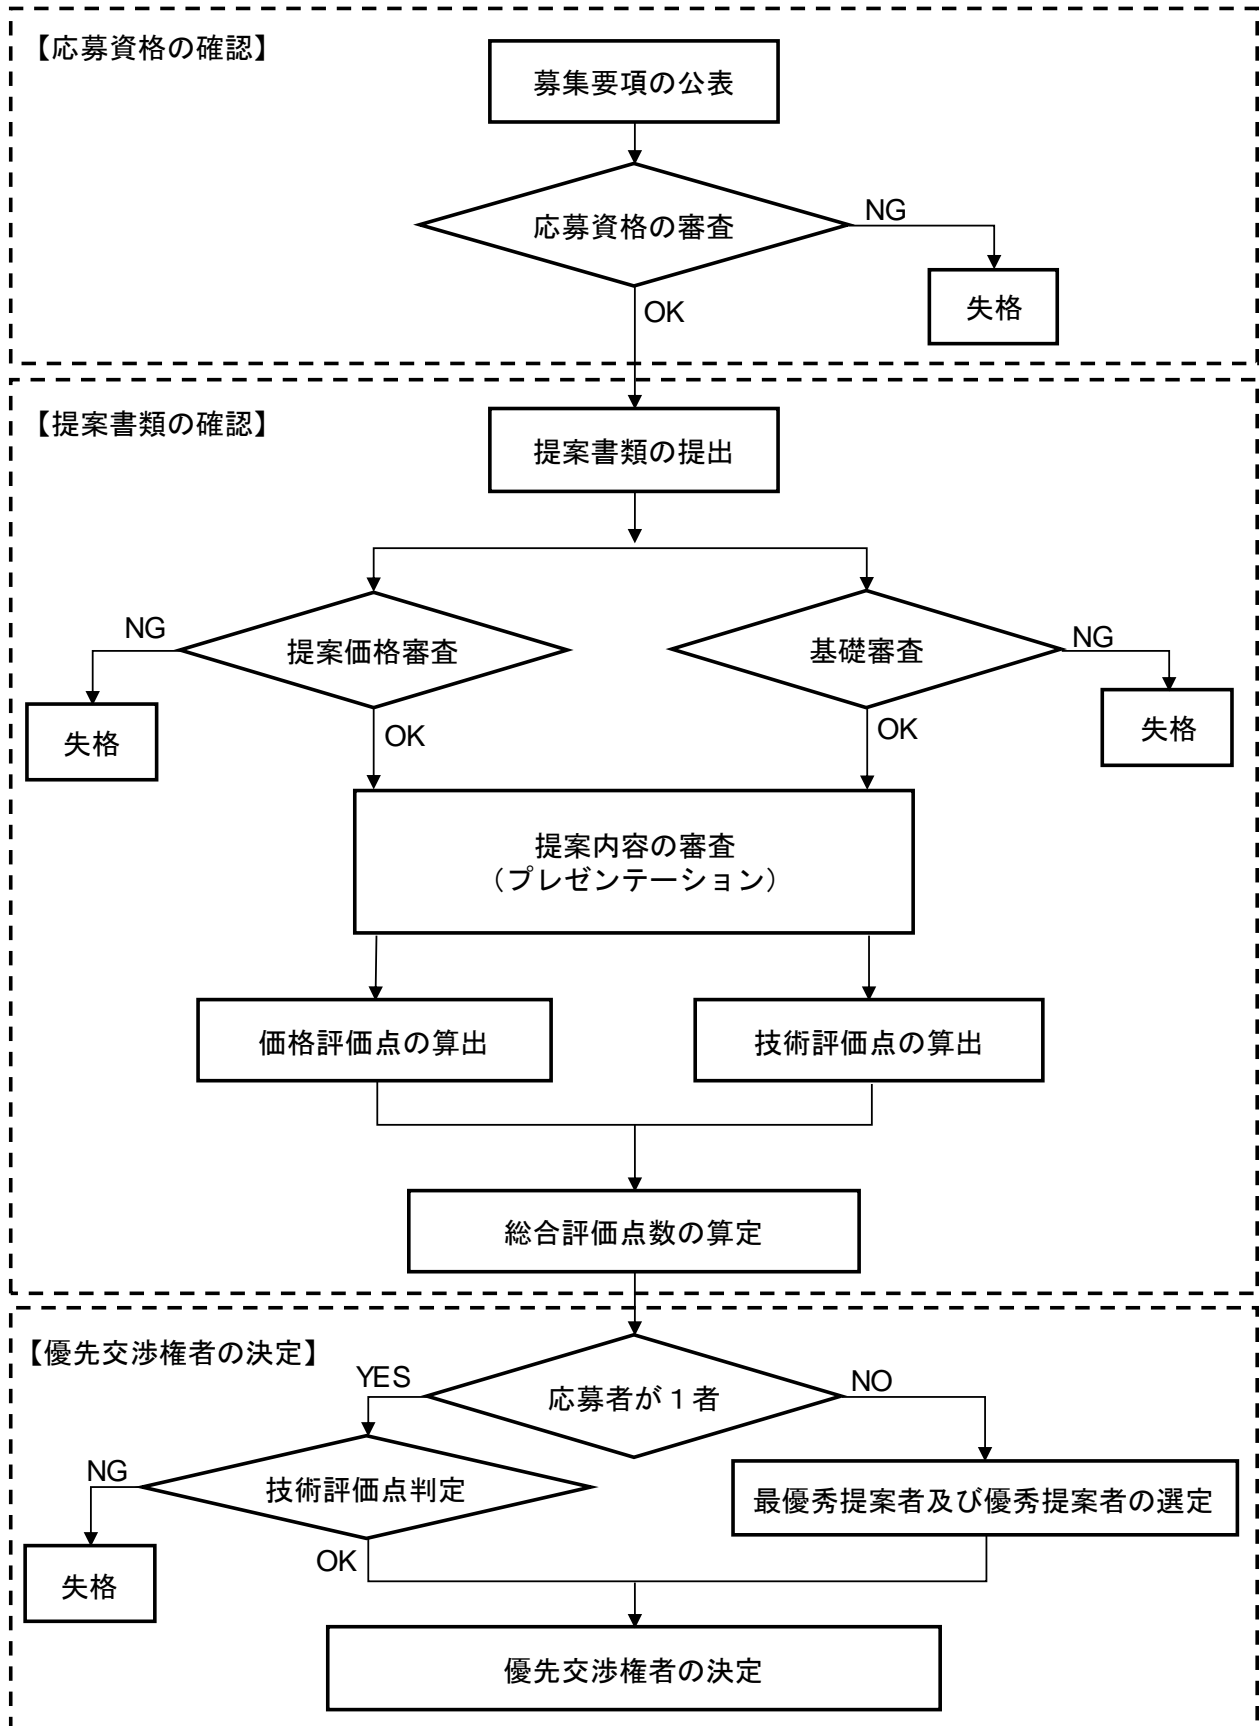 【応募資格の確認】
募集要項の公表
応募資格の審査
NG
失格
OK
【提案書類の確認】
提案書類の提出
NG
提案価格審査
基礎審査
NG
失格
OK
OK
失格
提案内容の審査
（プレゼンテーション）
価格評価点の算出
技術評価点の算出
総合評価点数の算定
【優先交渉権者の決定】
YES
応募者が１者
NO
NG
技術評価点判定
最優秀提案者及び優秀提案者の選定
OK
失格
優先交渉権者の決定